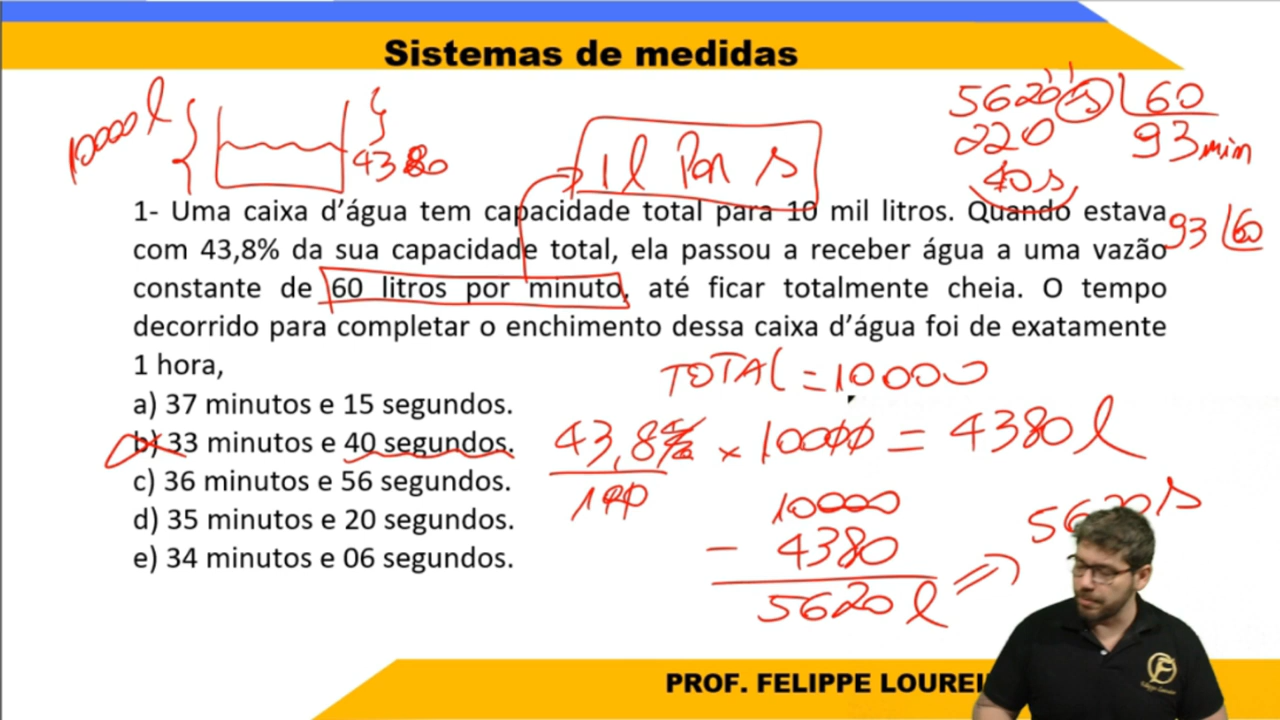 Sistemas de medidas
10000 l
4380
1 l Por s
5620 s 60
220 93 min
40 s
93 60
1- Uma caixa d’água tem capacidade total para 10 mil litros. Quando estava
com 43,8% da sua capacidade total, ela passou a receber água a uma vazão
constante de 60 litros por minuto, até ficar totalmente cheia. O tempo
decorrido para completar o enchimento dessa caixa d’água foi de exatamente
1 hora,
a) 37 minutos e 15 segundos.
b) 33 minutos e 40 segundos.
c) 36 minutos e 56 segundos.
d) 35 minutos e 20 segundos.
e) 34 minutos e 06 segundos.
TOTAL = 10000
43,8% x 10000 = 4380 l
100
10000
- 4380
5620 l => 5620 s
PROF. FELIPPE